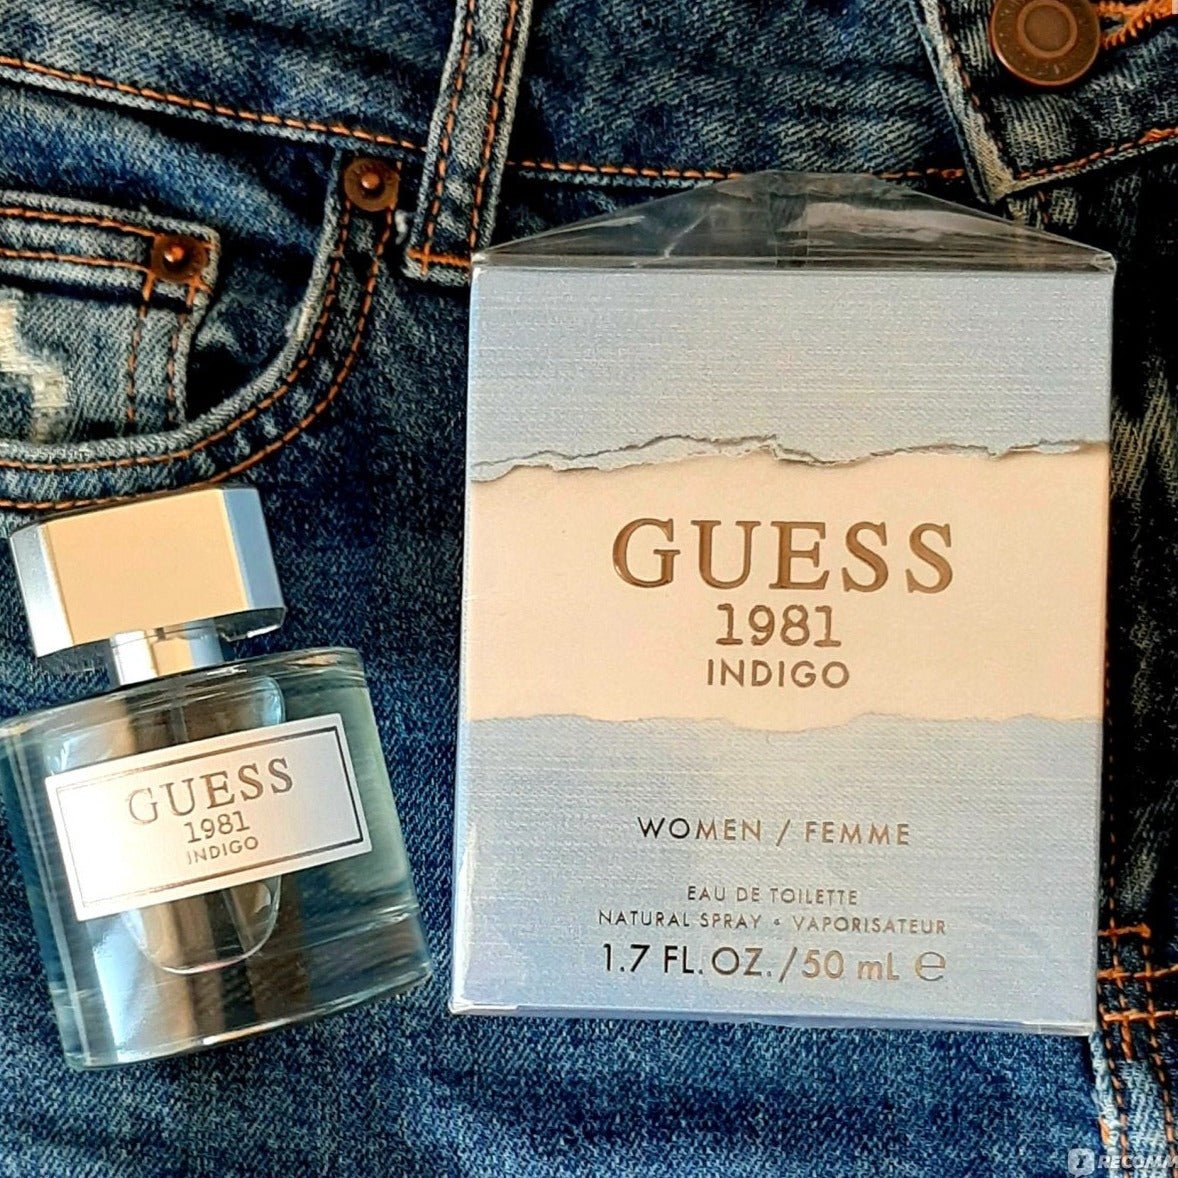 GUESS
1981
INDIGO
WOMEN / FEMME
EAU DE TOILETTE
NATURAL SPRAY • VAPORISATEUR
1.7 FL. OZ. / 50 mL ℮
GUESS
1981
INDIGO
RECOMM